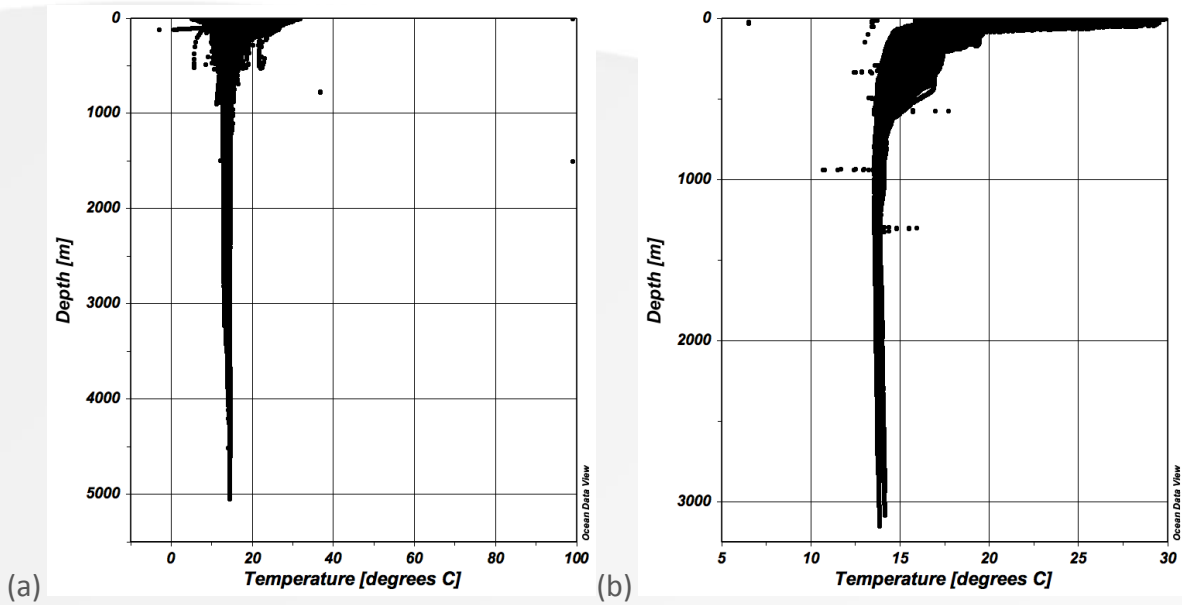 0
1000
2000
3000
4000
5000
Depth [m]
0
20
40
60
80
100
Temperature [degrees C]
Ocean Data View
(a)
0
1000
2000
3000
Depth [m]
5
10
15
20
25
30
Temperature [degrees C]
Ocean Data View
(b)